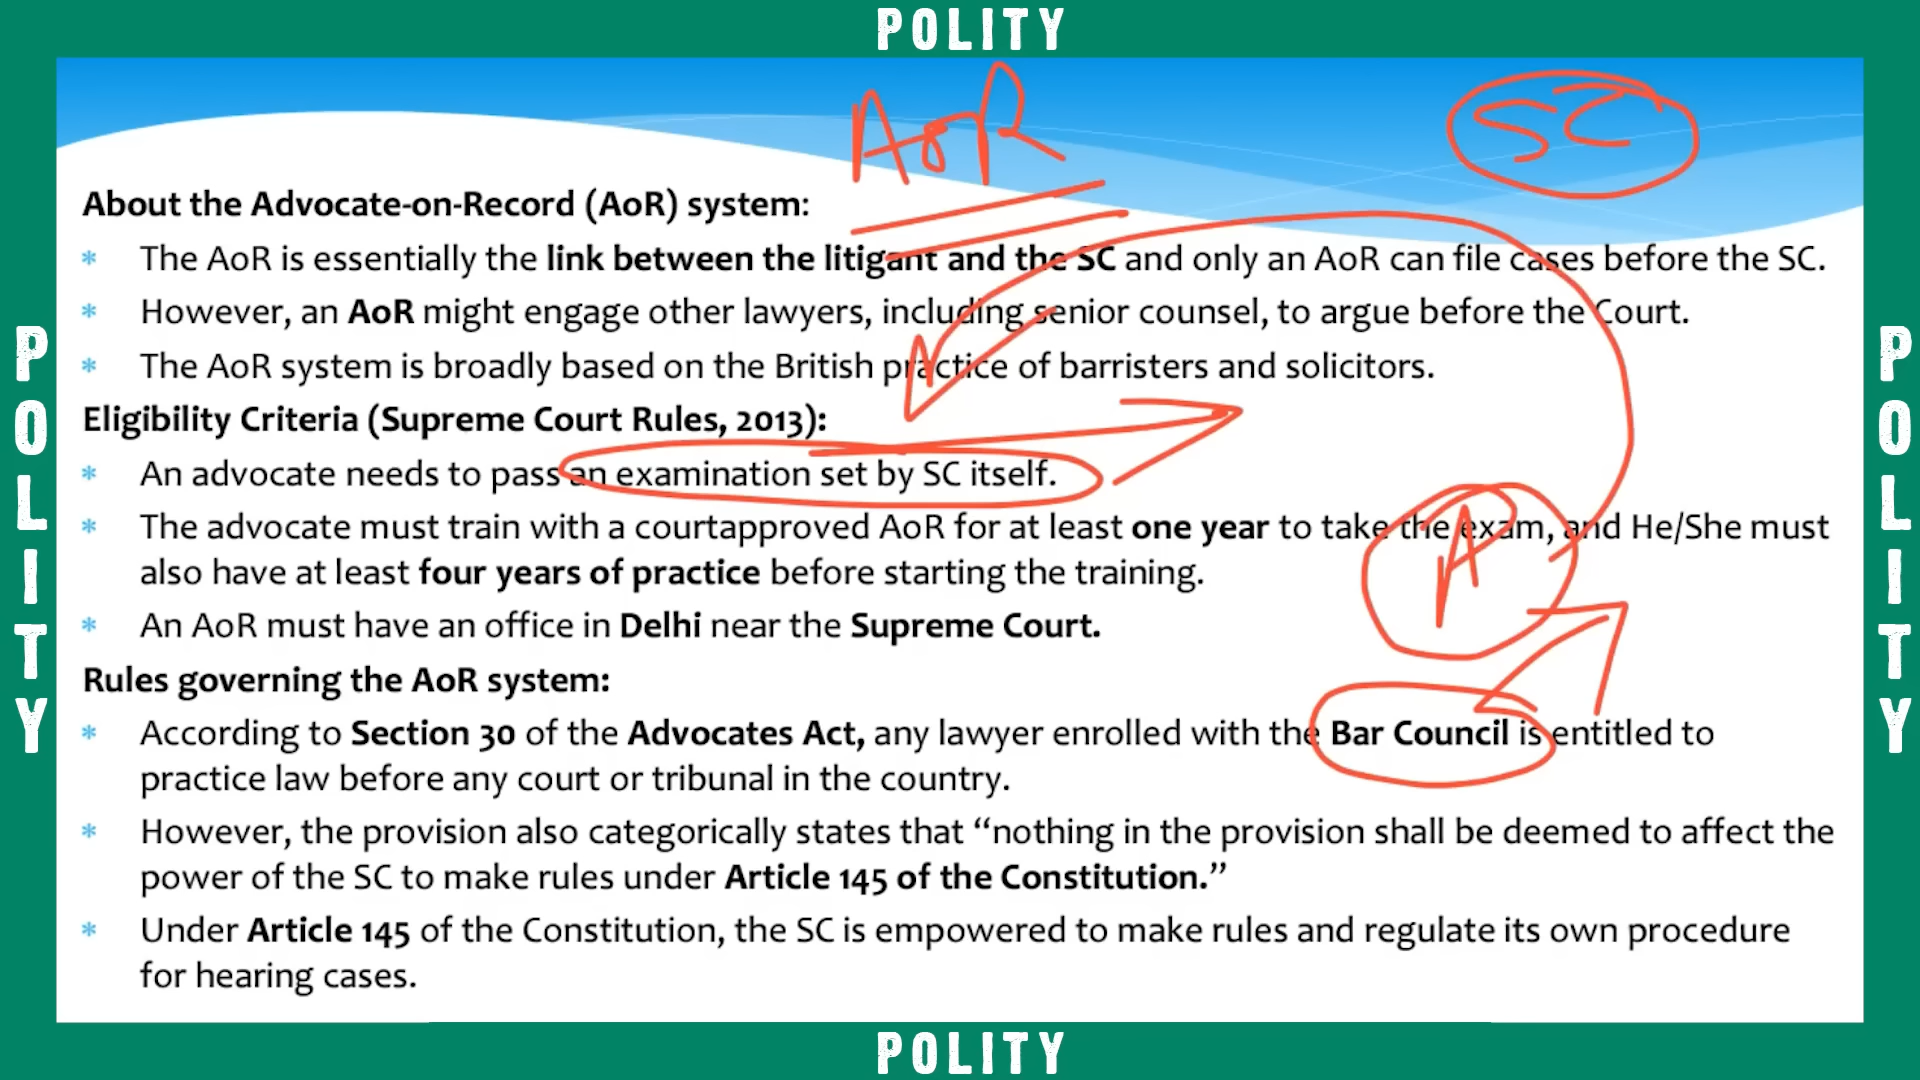 POLITY
AoR
SC
About the Advocate-on-Record (AoR) system:
* The AoR is essentially the link between the litigant and the SC and only an AoR can file cases before the SC.
* However, an AoR might engage other lawyers, including senior counsel, to argue before the Court.
* The AoR system is broadly based on the British practice of barristers and solicitors.
Eligibility Criteria (Supreme Court Rules, 2013):
* An advocate needs to pass an examination set by SC itself.
* The advocate must train with a courtapproved AoR for at least one year to take the exam, and He/She must
also have at least four years of practice before starting the training.
A
* An AoR must have an office in Delhi near the Supreme Court.
Rules governing the AoR system:
* According to Section 30 of the Advocates Act, any lawyer enrolled with the Bar Council is entitled to
practice law before any court or tribunal in the country.
* However, the provision also categorically states that “nothing in the provision shall be deemed to affect the
power of the SC to make rules under Article 145 of the Constitution.”
* Under Article 145 of the Constitution, the SC is empowered to make rules and regulate its own procedure
for hearing cases.
POLITY
POLITY
POLITY